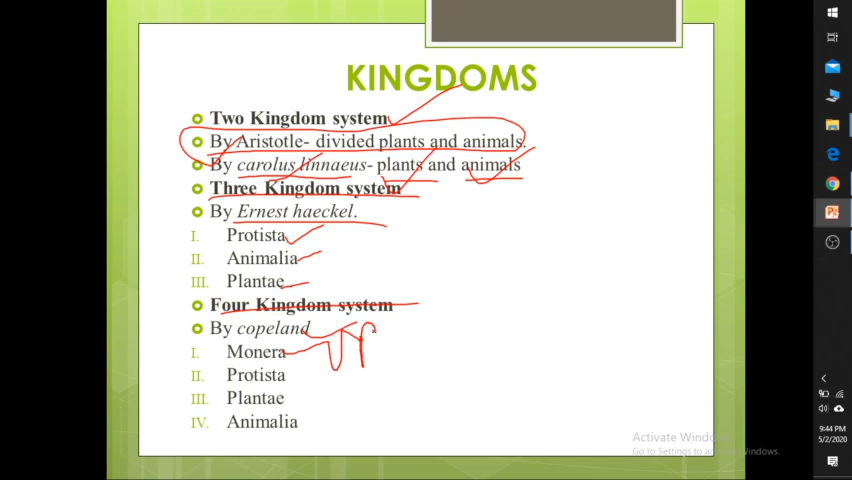 KINGDOMS
Two Kingdom system
By Aristotle- divided plants and animals.
By carolus linnaeus- plants and animals
Three Kingdom system
By Ernest haeckel.
I. Protista
II. Animalia
III. Plantae
Four Kingdom system
By copeland
I. Monera
II. Protista
III. Plantae
IV. Animalia
9:44 PM
5/2/2020
Activate Windows
Go to Settings to activate Windows.